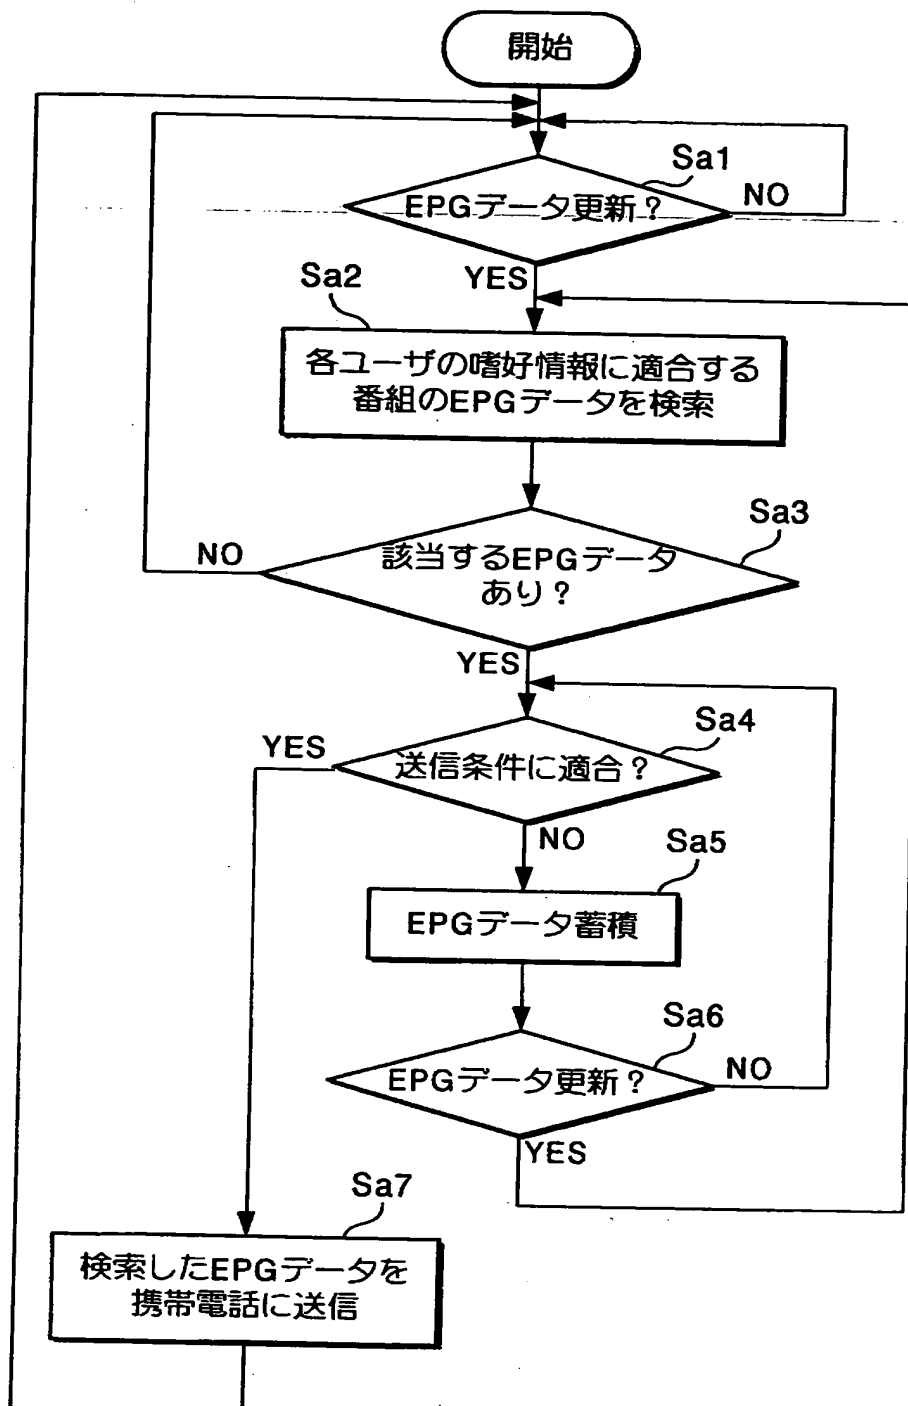 開始
Sa1
EPGデータ更新？
NO
YES
Sa2
各ユーザの嗜好情報に適合する
番組のEPGデータを検索
Sa3
NO
該当するEPGデータ
あり？
YES
Sa4
YES
送信条件に適合？
NO
Sa5
EPGデータ蓄積
Sa6
EPGデータ更新？
NO
YES
Sa7
検索したEPGデータを
携帯電話に送信